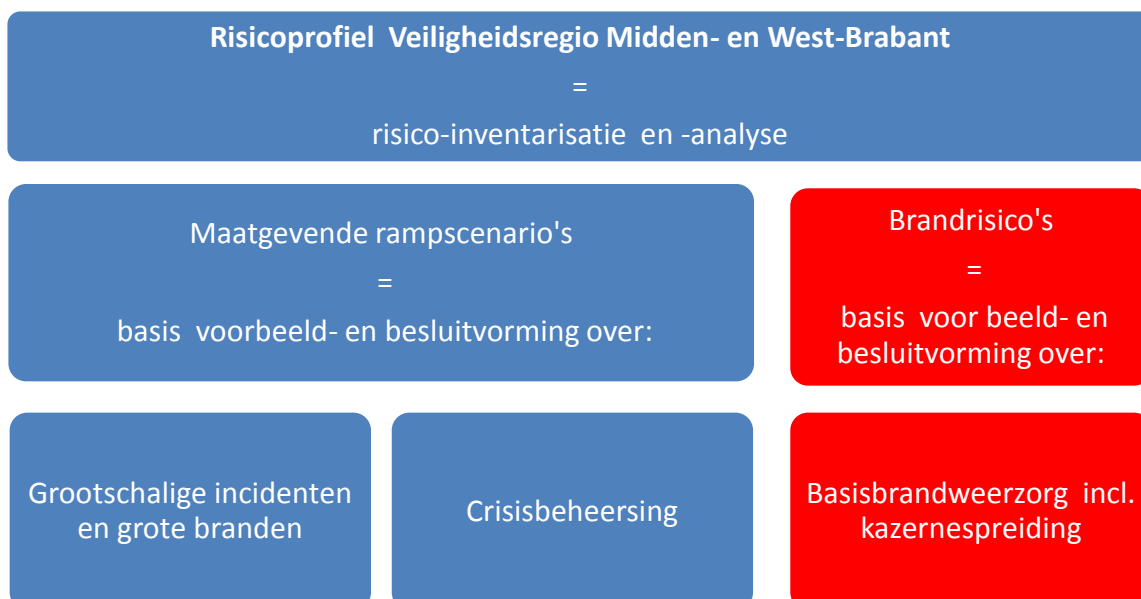 Risicoprofiel Veiligheidsregio Midden- en West-Brabant
=
risico-inventarisatie en -analyse
Maatgevende rampscenario's
=
basis voorbeeld- en besluitvorming over:
Brandrisico's
=
basis voor beeld- en
besluitvorming over:
Grootschalige incidenten
en grote branden
Crisisbeheersing
Basisbrandweerzorg incl.
kazernespreiding